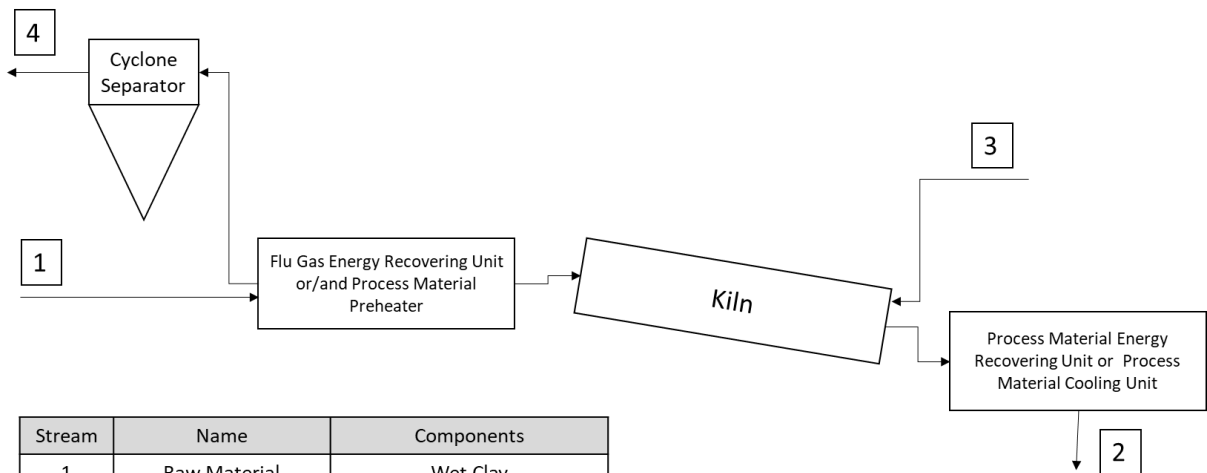 4
Cyclone
Separator
3
1
Flu Gas Energy Recovering Unit
or/and Process Material
Preheater
Kiln
Process Material Energy
Recovering Unit or Process
Material Cooling Unit
2
Stream Name Components
1 Raw Material Wet Clay